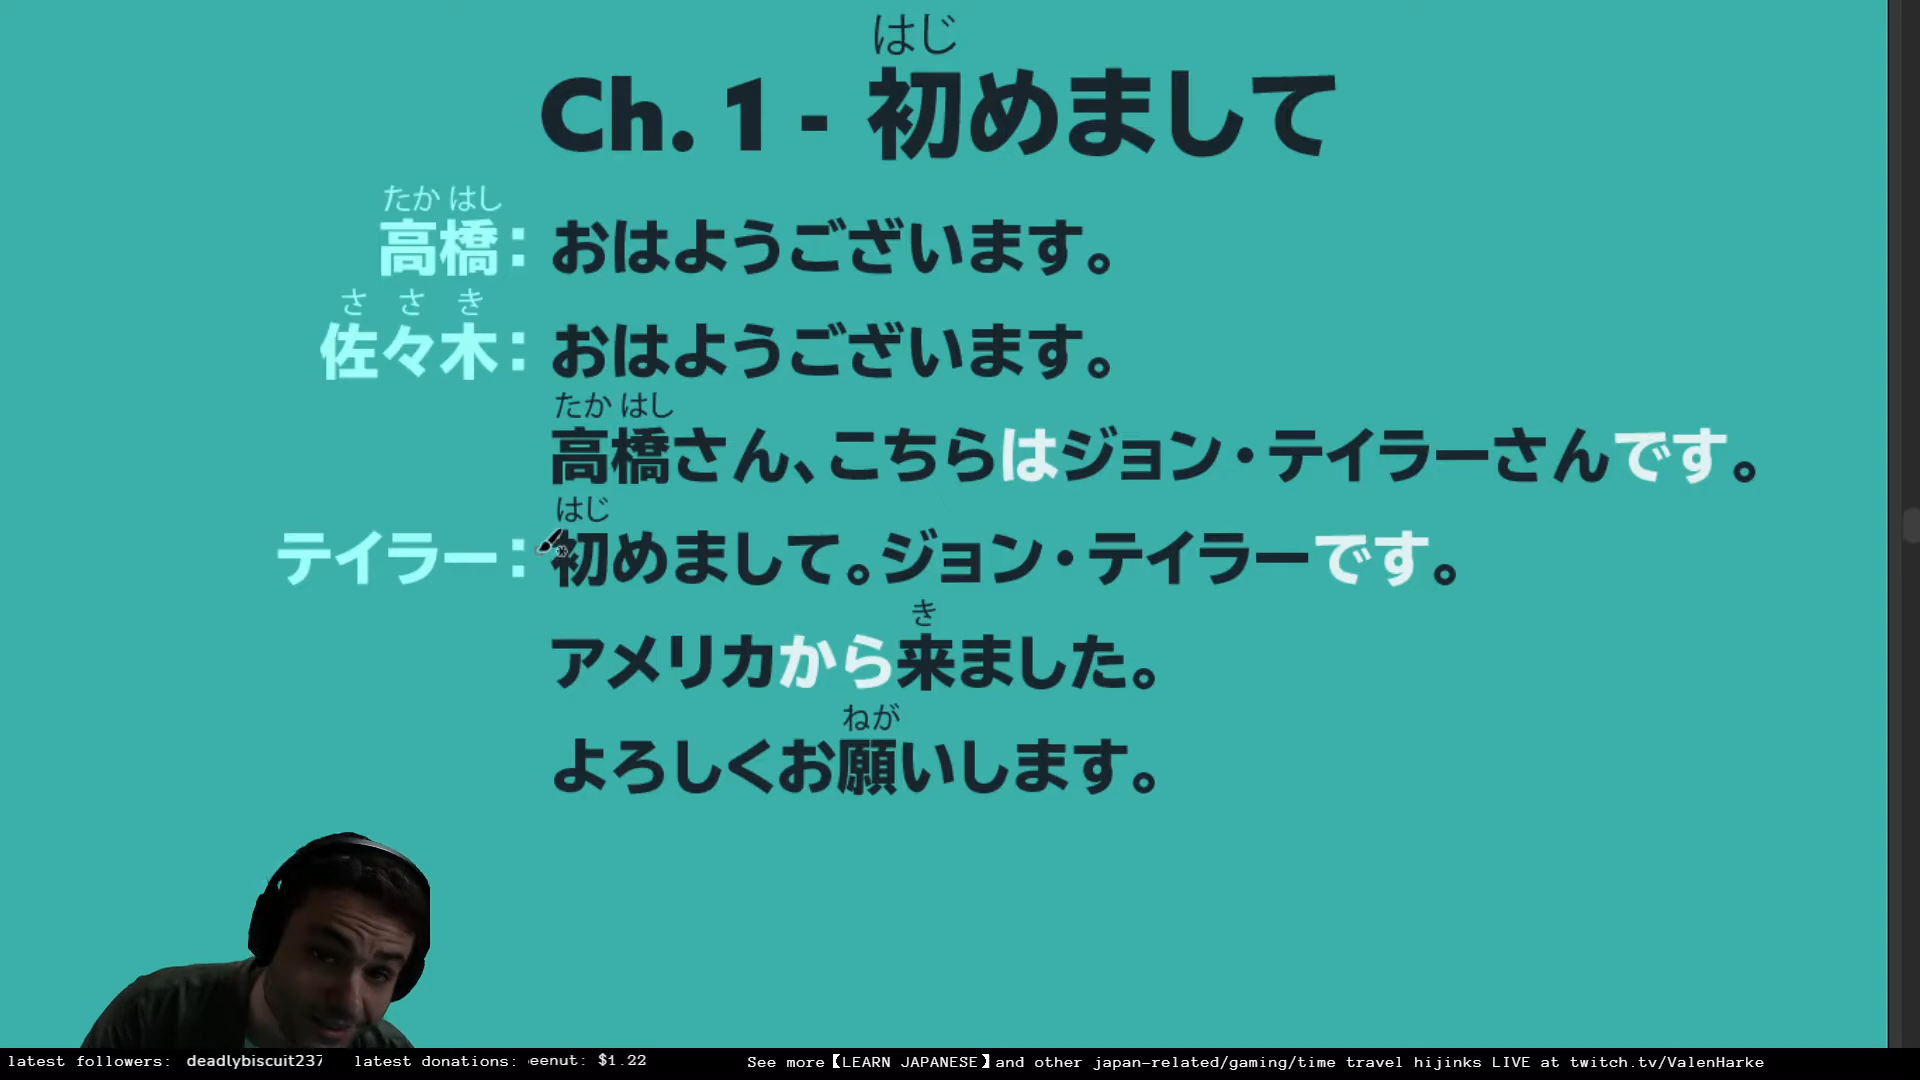 はじ
Ch. 1 - 初めまして
たか はし
高橋：おはようございます。
さ さ き
佐々木：おはようございます。
たか はし
高橋さん、こちらはジョン・テイラーさんです。
はじ
テイラー：初めまして。ジョン・テイラーです。
き
アメリカから来ました。
ねが
よろしくお願いします。
latest followers: deadlybiscuit237 latest donations: eenut: $1.22 See more【LEARN JAPANESE】and other japan-related/gaming/time travel hijinks LIVE at twitch.tv/ValenHarke